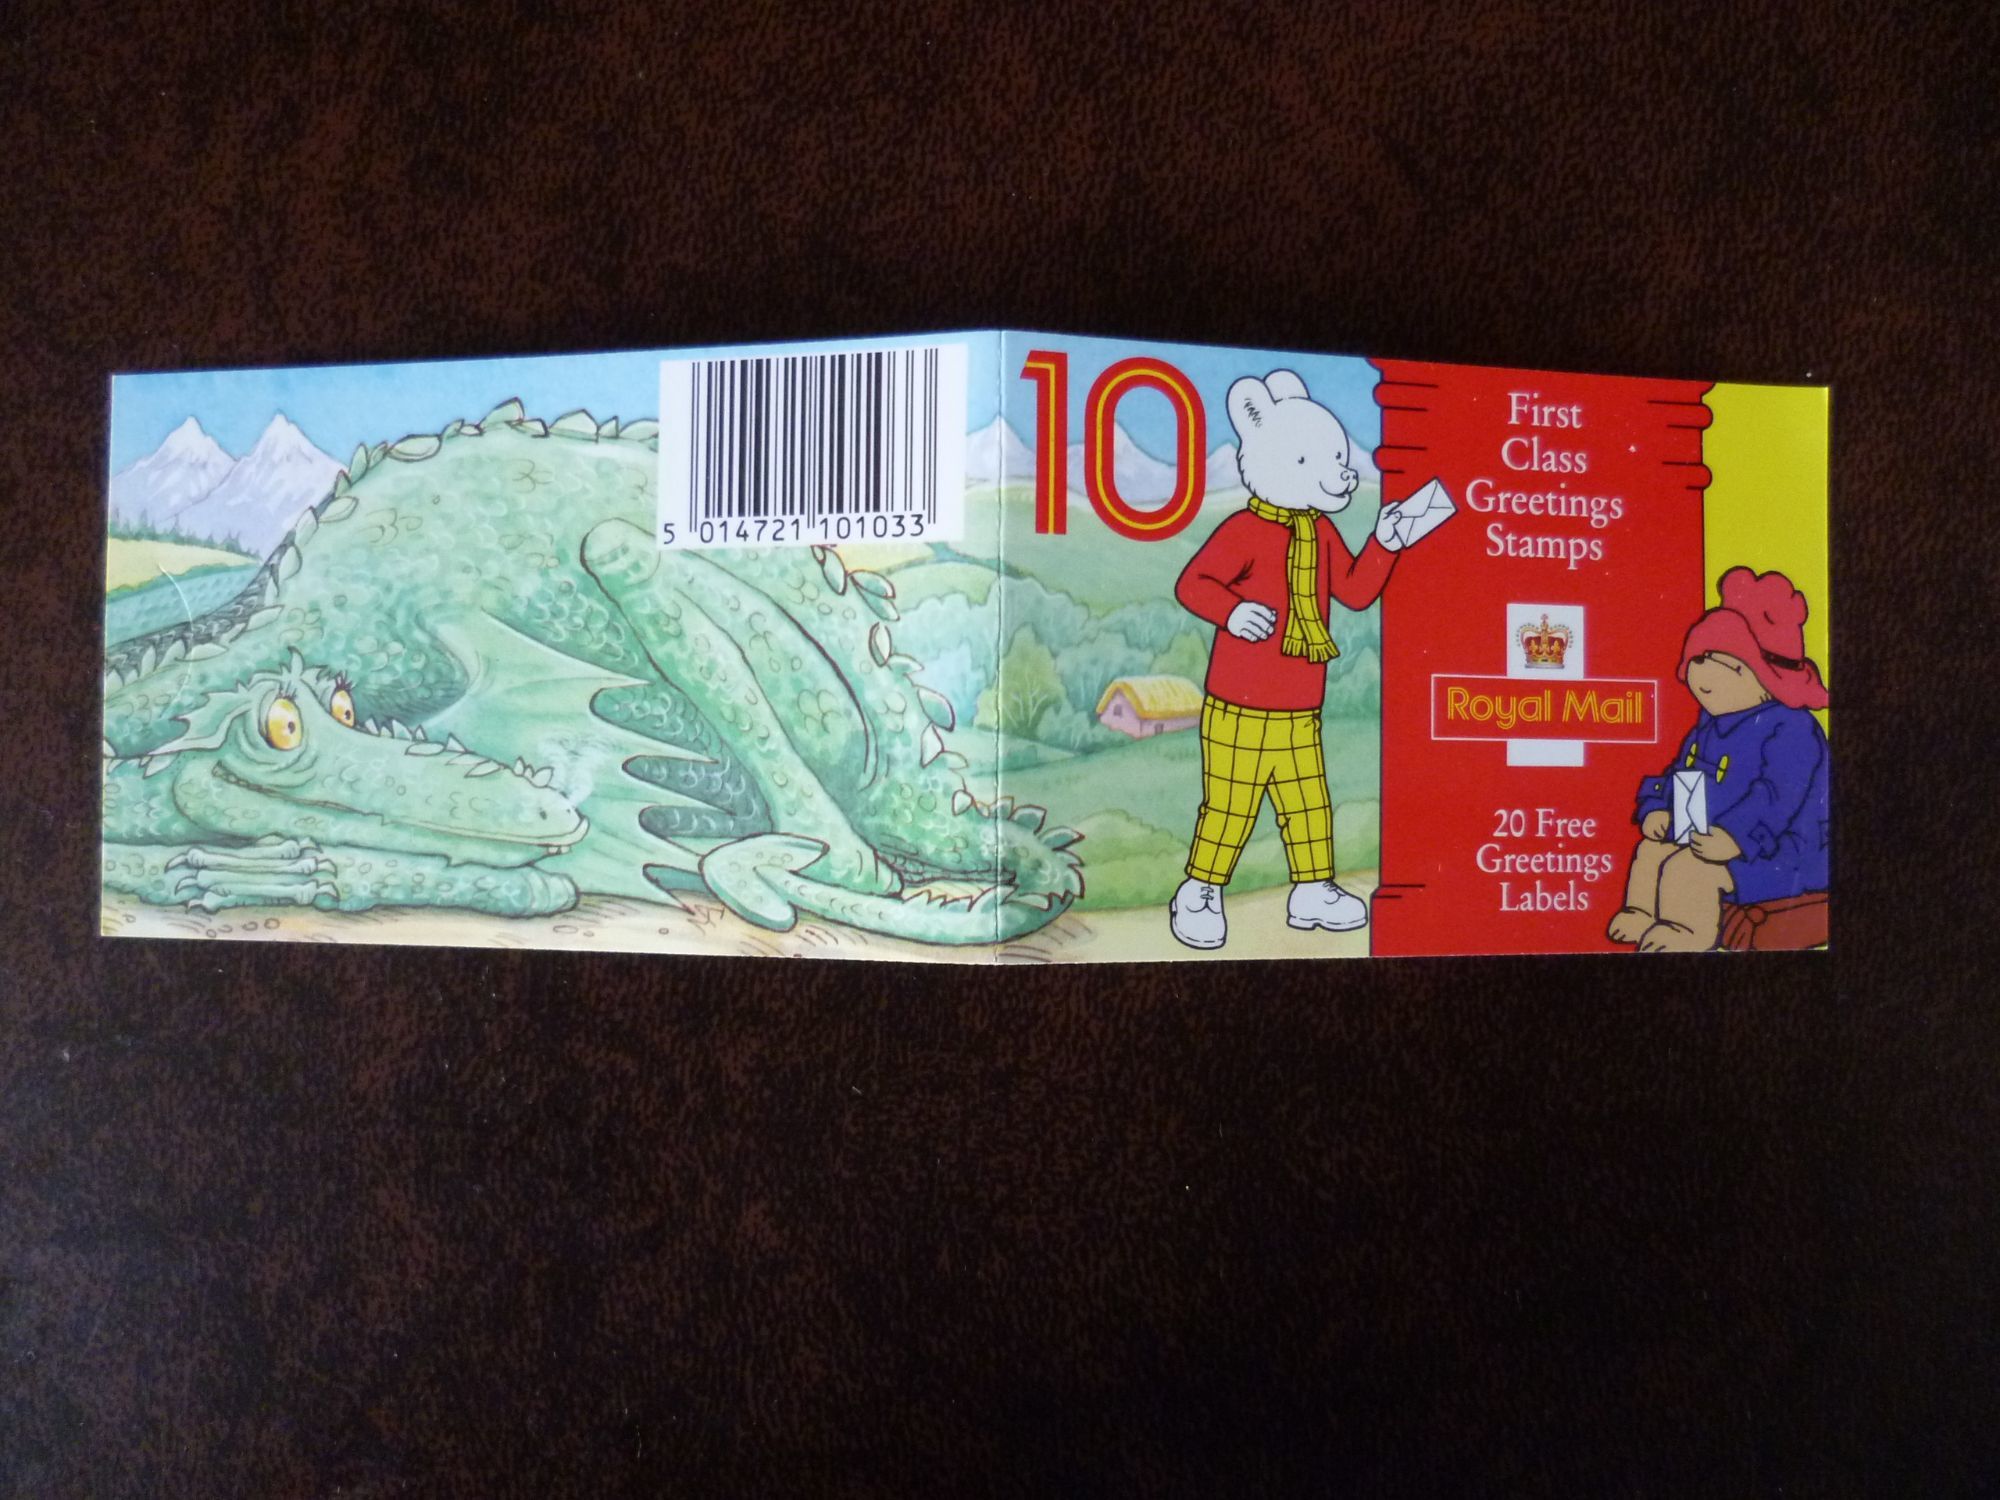 5 014721 101033
10
First
Class
Greetings
Stamps
Royal Mail
20 Free
Greetings
Labels